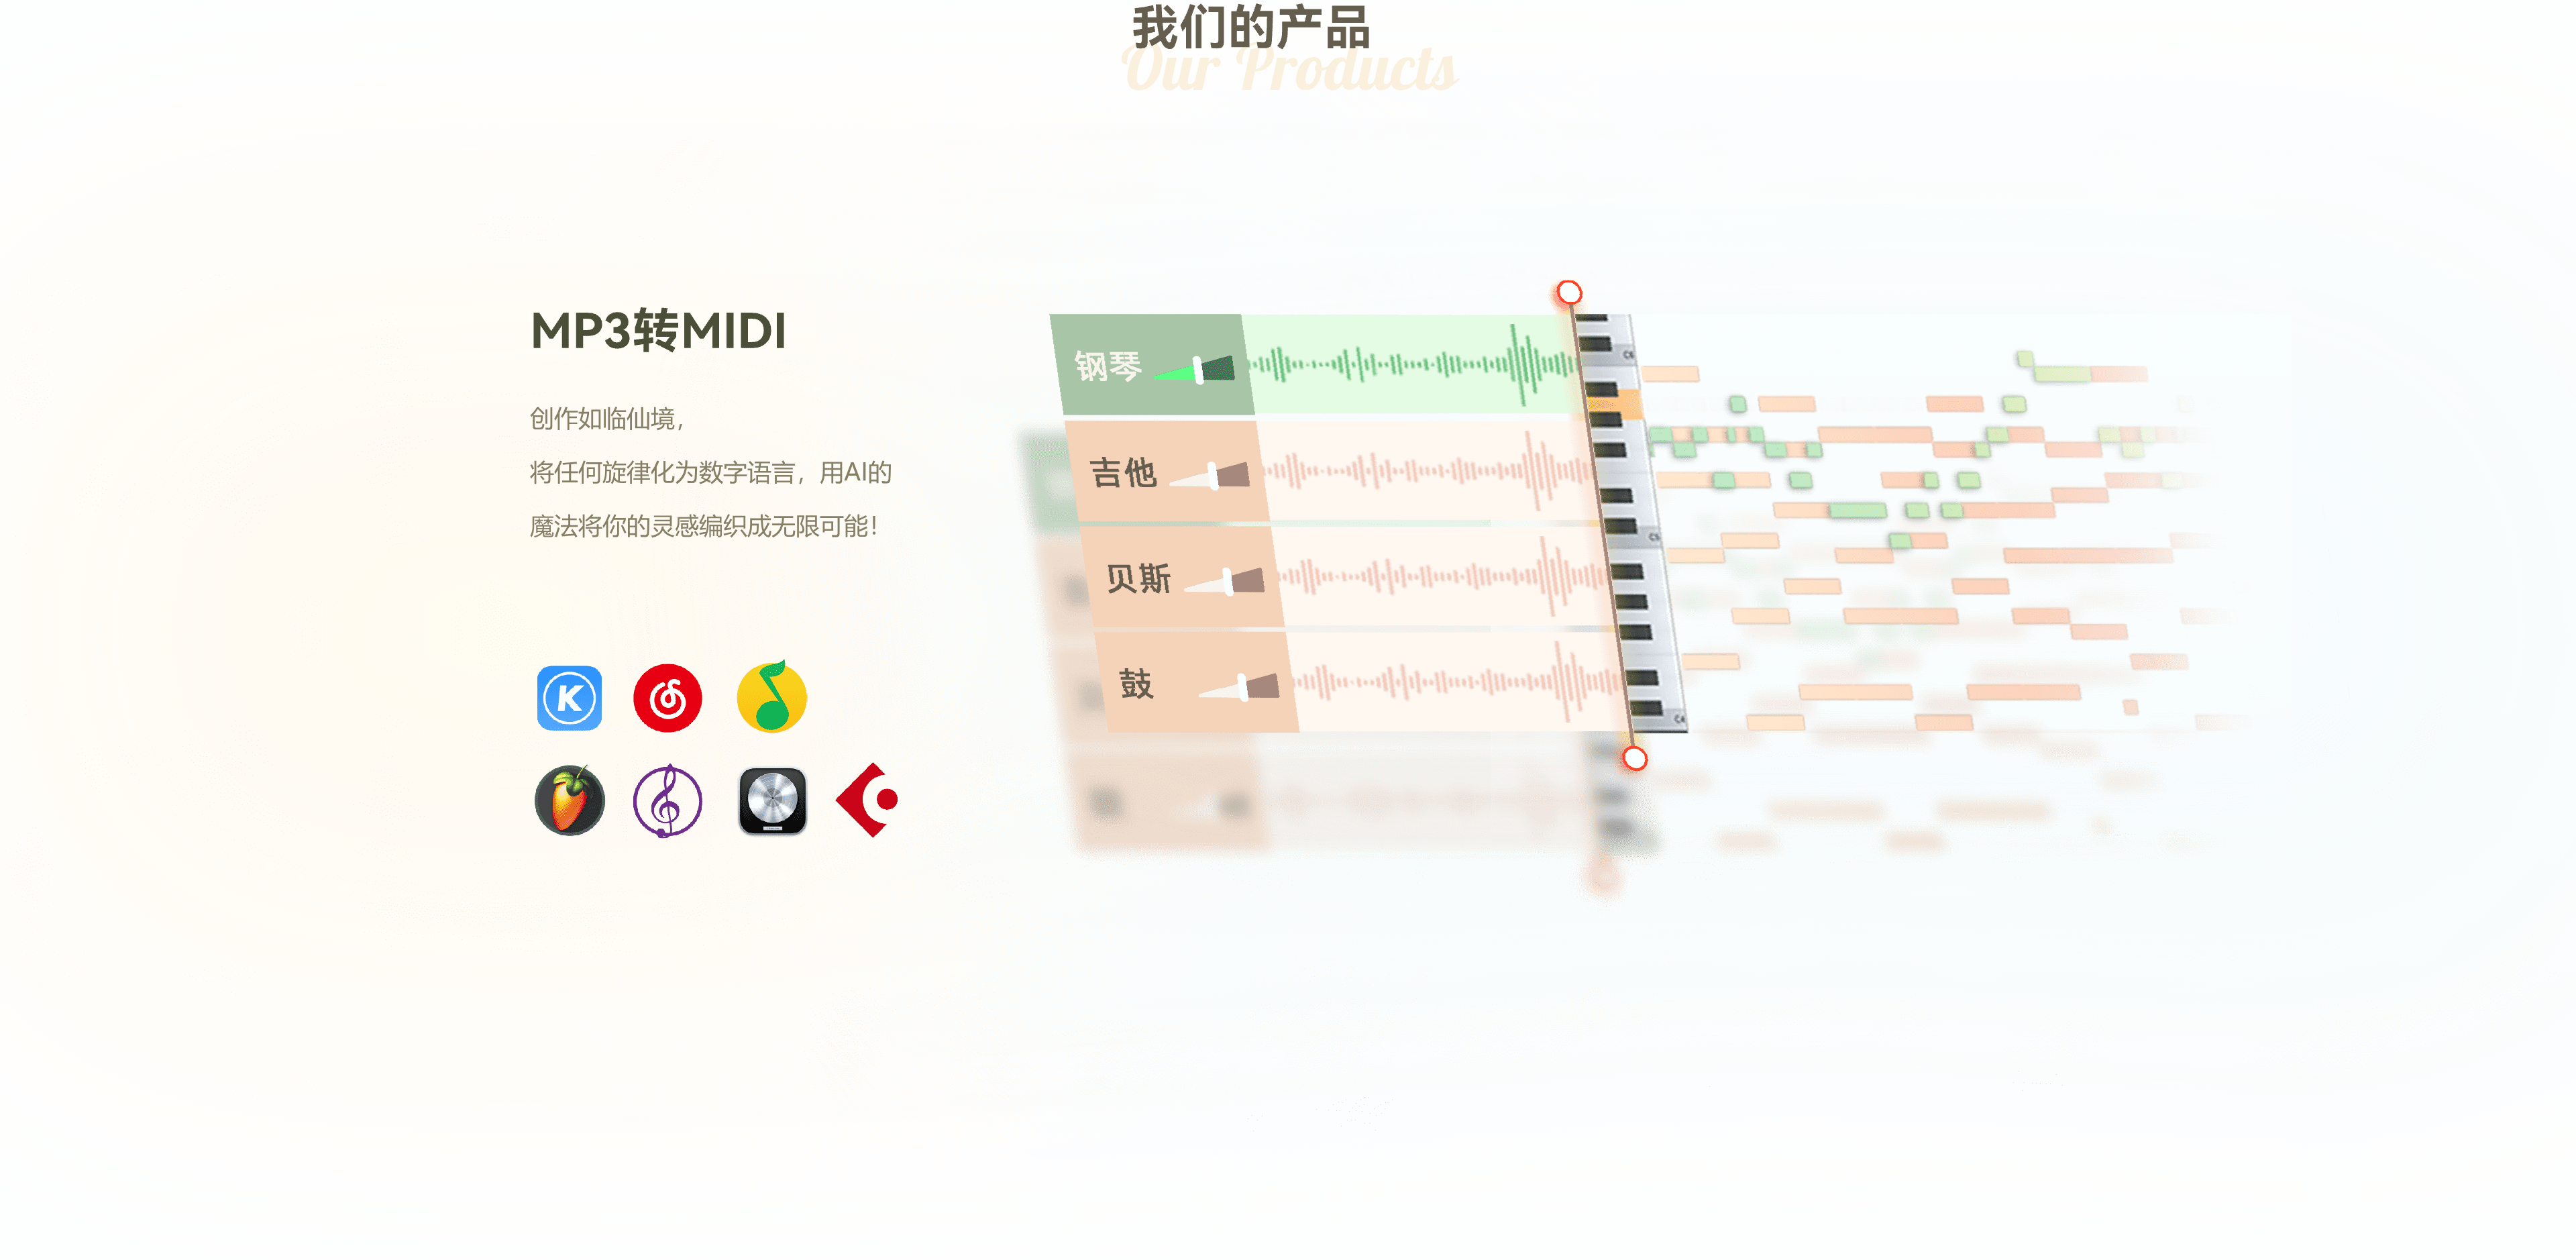 我们的产品
Our Products
MP3转MIDI
创作如临仙境，
将任何旋律化为数字语言，用AI的
魔法将你的灵感编织成无限可能！
钢琴
吉他
贝斯
鼓
C6
C5
C4
K